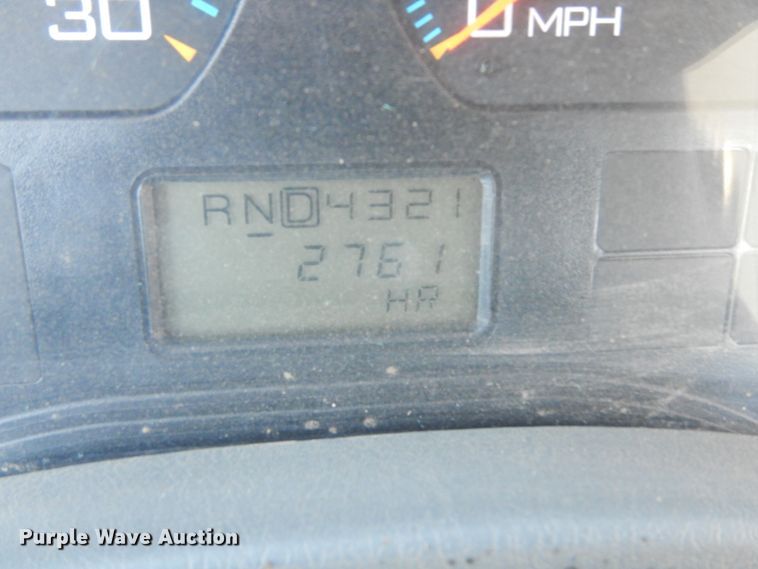 30
0 MPH
RND4321
2761
HR
Purple Wave Auction